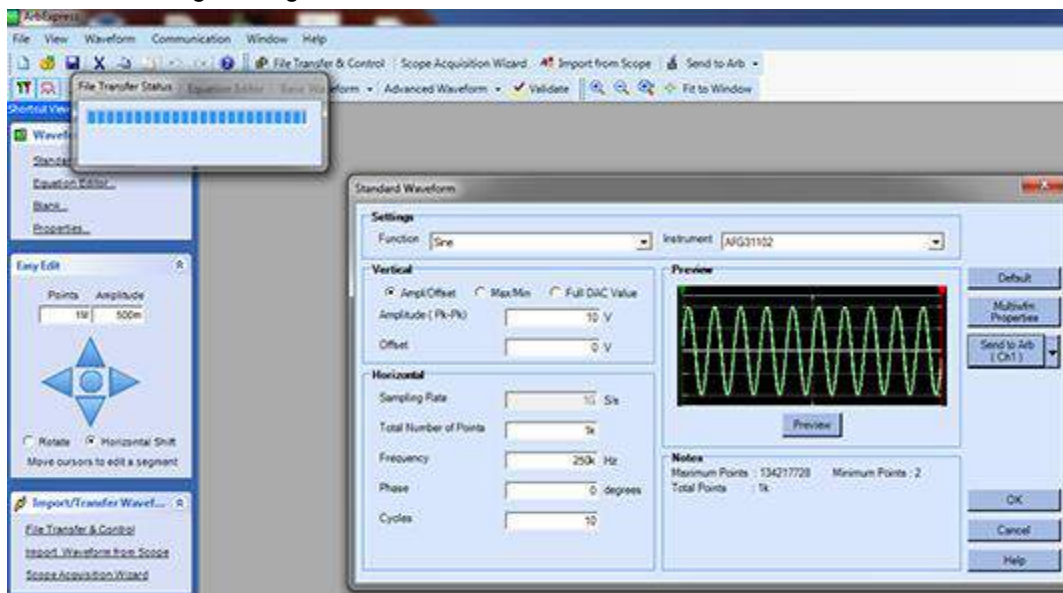 ArbExpress
File View Waveform Communication Window Help
File Transfer & Control Scope Acquisition Wizard Import from Scope Send to Arb
Advanced Waveform Validate Fit to Window
File Transfer Status
Equation Editor...
Blank...
Properties...
Easy Edit
Points Amplitude
1M 500m
Rotate Horizontal Shift
Move cursors to edit a segment
Import/Transfer Wavef...
File Transfer & Control
Import Waveform from Scope
Scope Acquisition Wizard
Standard Waveform
Settings
Function Sine Instrument AFG31102
Vertical
Ampl/Offset Max/Min Full DAC Value
Amplitude ( Pk-Pk) 10 V
Offset 0 V
Horizontal
Sampling Rate 1G S/s
Total Number of Points 1k
Frequency 250k Hz
Phase 0 degrees
Cycles 10
Preview
Preview
Notes
Maximum Points : 134217728 Minimum Points : 2
Total Points : 1k
Default
Multiwfm
Properties
Send to Arb
( Ch1 )
OK
Cancel
Help